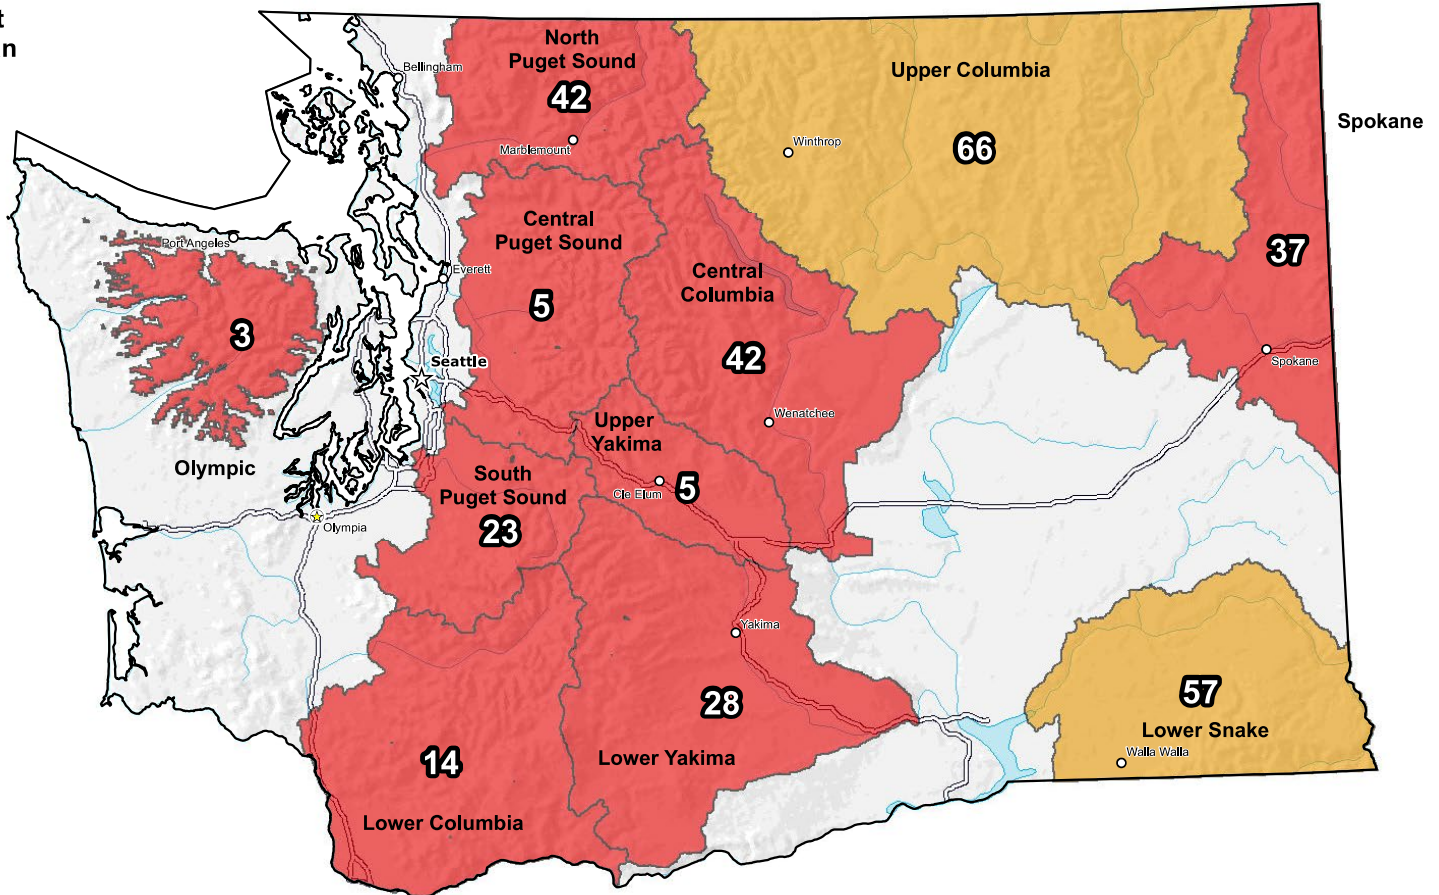 t
n
North
Puget Sound
42
Bellingham
Marblemount
Upper Columbia
66
Winthrop
Spokane
37
Spokane
Central
Puget Sound
5
Everett
Port Angeles
3
Olympic
Central
Columbia
42
Wenatchee
Seattle
Upper
Yakima
5
Cle Elum
South
Puget Sound
23
Olympia
Yakima
28
Lower Yakima
14
Lower Columbia
57
Lower Snake
Walla Walla